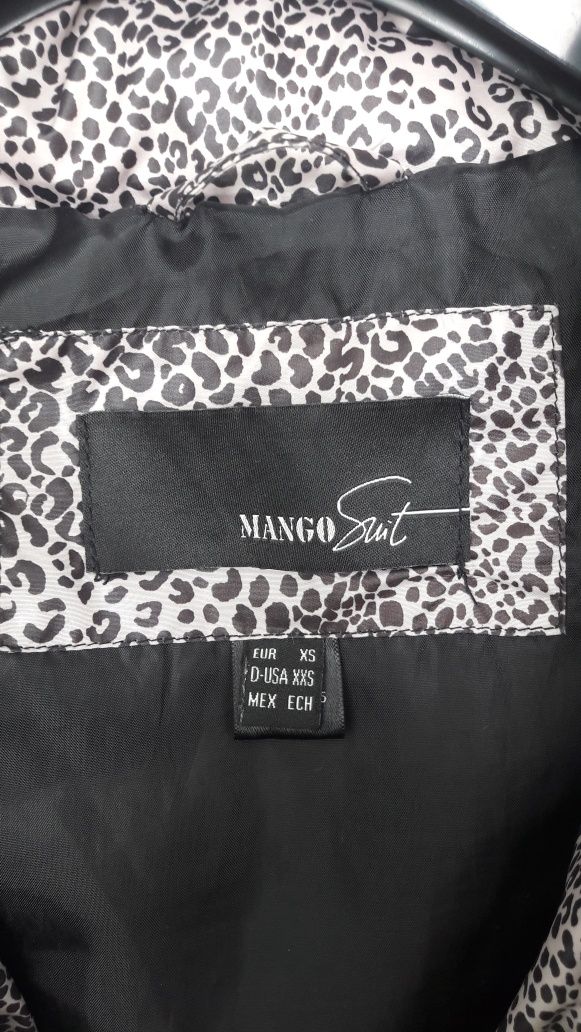 MANGO Suit
EUR XS
D-USA XXS
MEX ECH